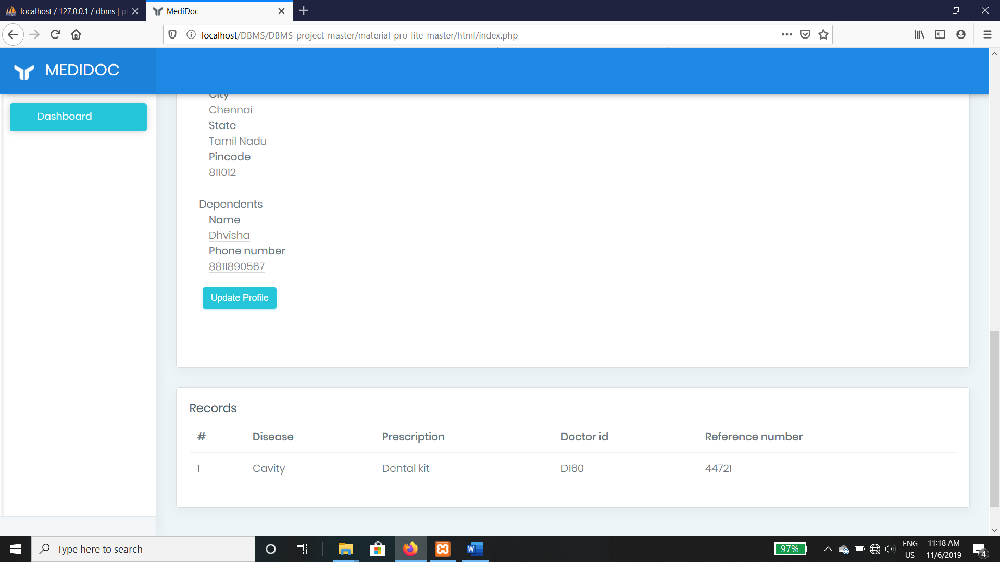 localhost / 127.0.0.1 / dbms | p
MediDoc
localhost/DBMS/DBMS-project-master/material-pro-lite-master/html/index.php
MEDIDOC
Dashboard
City
Chennai
State
Tamil Nadu
Pincode
811012
Dependents
Name
Dhvisha
Phone number
8811890567
Update Profile
Records
# Disease Prescription Doctor id Reference number
1 Cavity Dental kit D160 44721
Type here to search
97%
ENG
US
11:18 AM
11/6/2019
4